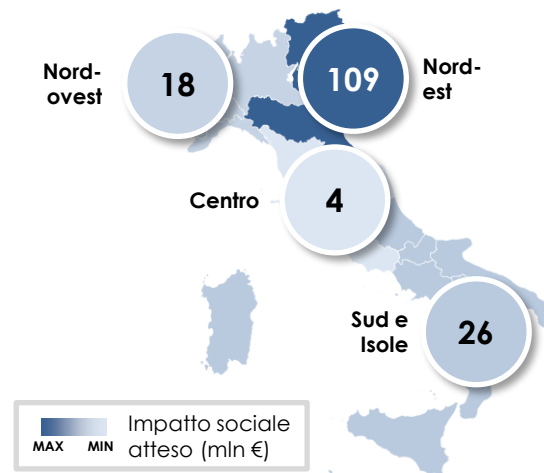 Nord-
ovest
18
109
Nord-
est
Centro
4
Sud e
Isole
26
MAX MIN
Impatto sociale
atteso (mln €)